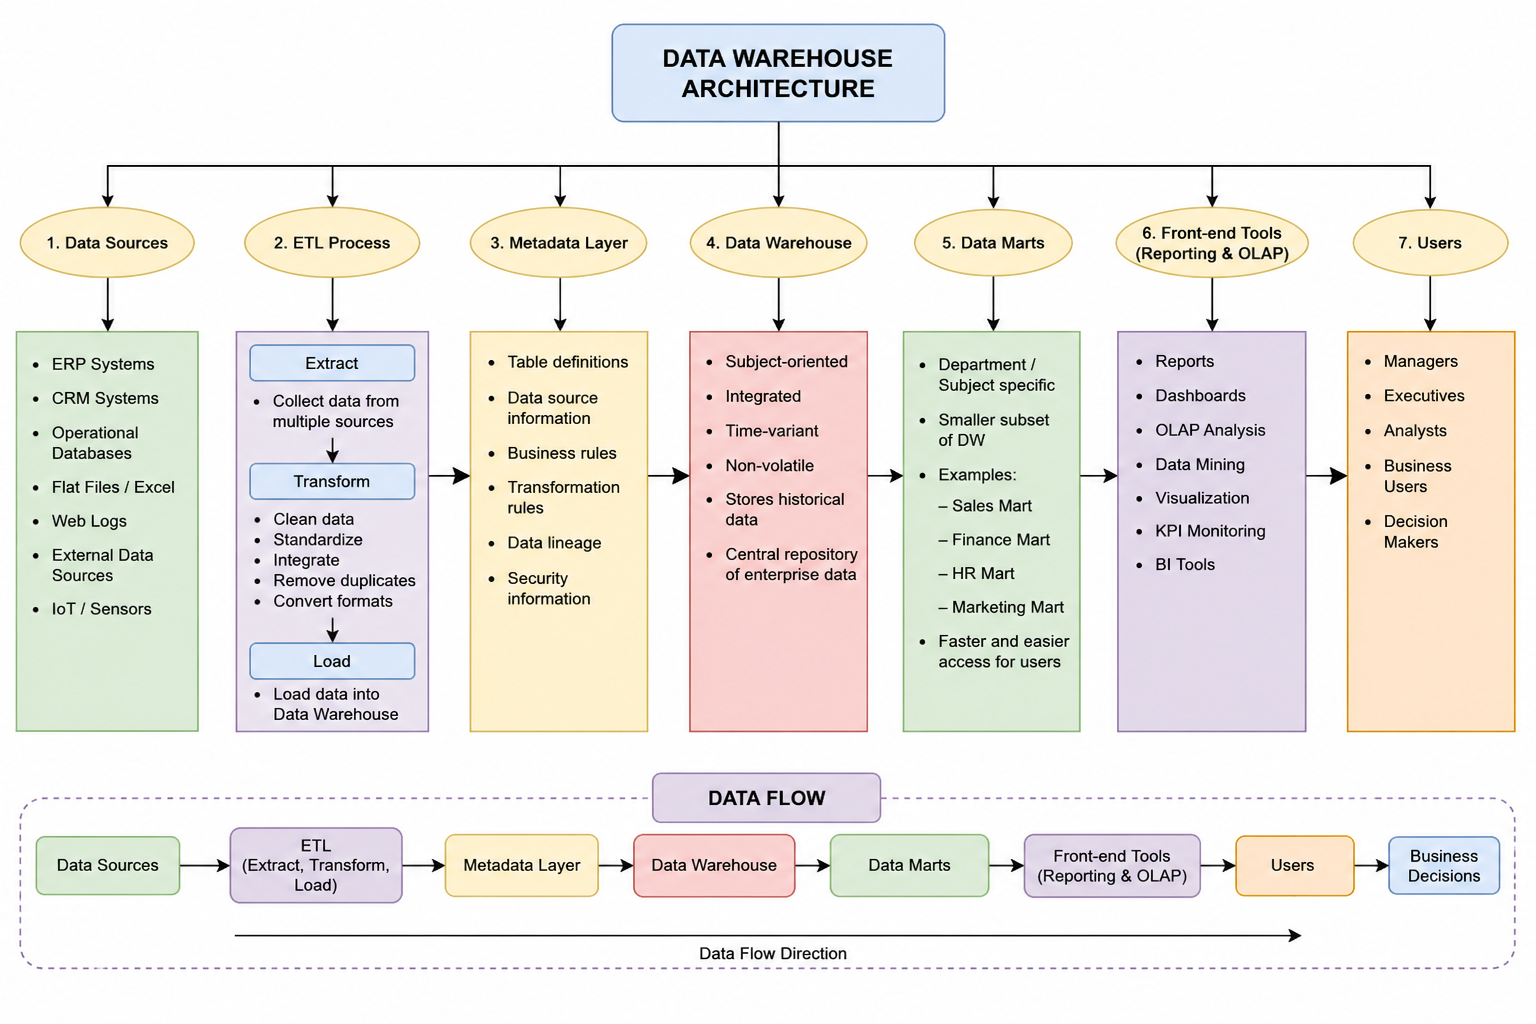 DATA WAREHOUSE
ARCHITECTURE
1. Data Sources
2. ETL Process
3. Metadata Layer
4. Data Warehouse
5. Data Marts
6. Front-end Tools
(Reporting & OLAP)
7. Users
• ERP Systems
• CRM Systems
• Operational
Databases
• Flat Files / Excel
• Web Logs
• External Data
Sources
• IoT / Sensors
Extract
• Collect data from
multiple sources
Transform
• Clean data
• Standardize
• Integrate
• Remove duplicates
• Convert formats
Load
• Load data into
Data Warehouse
• Table definitions
• Data source
information
• Business rules
• Transformation
rules
• Data lineage
• Security
information
• Subject-oriented
• Integrated
• Time-variant
• Non-volatile
• Stores historical
data
• Central repository
of enterprise data
• Department /
Subject specific
• Smaller subset
of DW
• Examples:
– Sales Mart
– Finance Mart
– HR Mart
– Marketing Mart
• Faster and easier
access for users
• Reports
• Dashboards
• OLAP Analysis
• Data Mining
• Visualization
• KPI Monitoring
• BI Tools
• Managers
• Executives
• Analysts
• Business
Users
• Decision
Makers
DATA FLOW
Data Sources
ETL
(Extract, Transform,
Load)
Metadata Layer
Data Warehouse
Data Marts
Front-end Tools
(Reporting & OLAP)
Users
Business
Decisions
Data Flow Direction